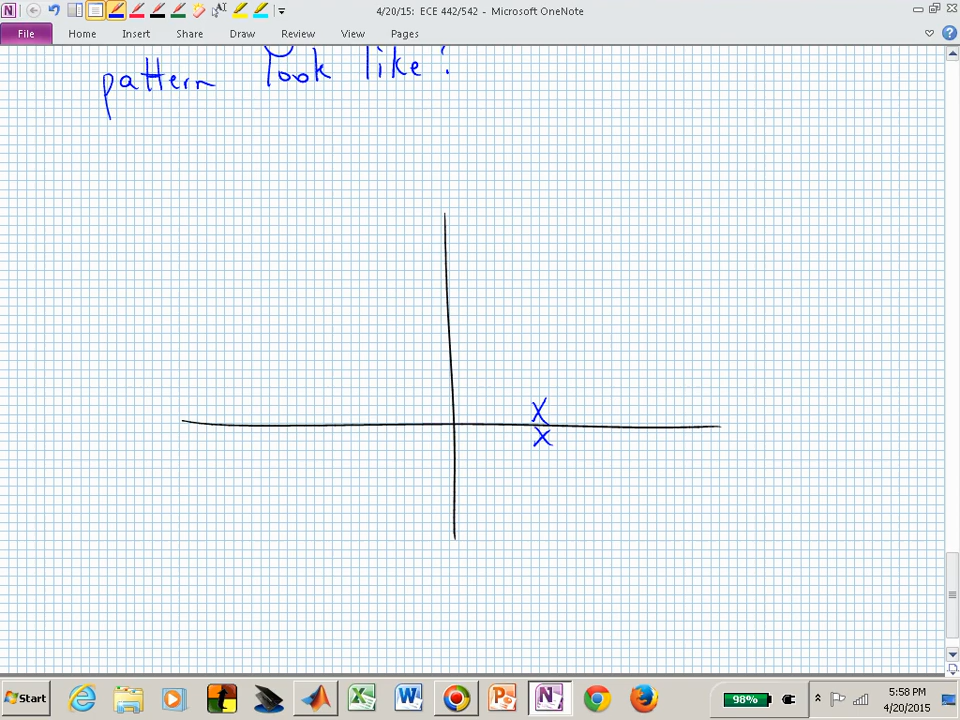 4/20/15: ECE 442/542 - Microsoft OneNote
File Home Insert Share Draw Review View Pages
pattern look like?
X
X
Start
98%
5:58 PM
4/20/2015